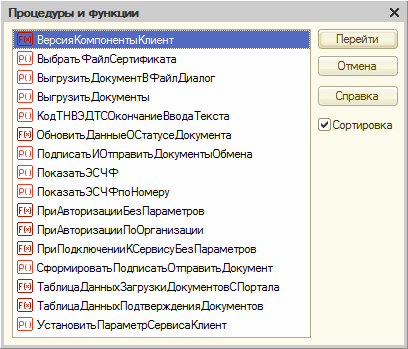 Процедуры и Функции
F(x) ВерсияКомпонентыКлиент
P() ВыбратьФайлСертификата
P() ВыгрузитьДокументВФайлДиалог
P() ВыгрузитьДокументы
P() КодТНВЭДТСОкончаниеВводаТекста
F(x) ОбновитьДанныеОСтатусеДокумента
P() ПодписатьИОтправитьДокументыОбмена
P() ПоказатьЭСЧФ
P() ПоказатьЭСЧФпоНомеру
F(x) ПриАвторизацииБезПараметров
F(x) ПриАвторизацииПоОрганизации
F(x) ПриПодключенииКСервисуБезПараметров
P() СформироватьПодписатьОтправитьДокумент
F(x) ТаблицаДанныхЗагрузкиДокументовСПортала
F(x) ТаблицаДанныхПодтвержденияДокументов
P() УстановитьПараметрСервисаКлиент
Перейти
Отмена
Справка
Сортировка